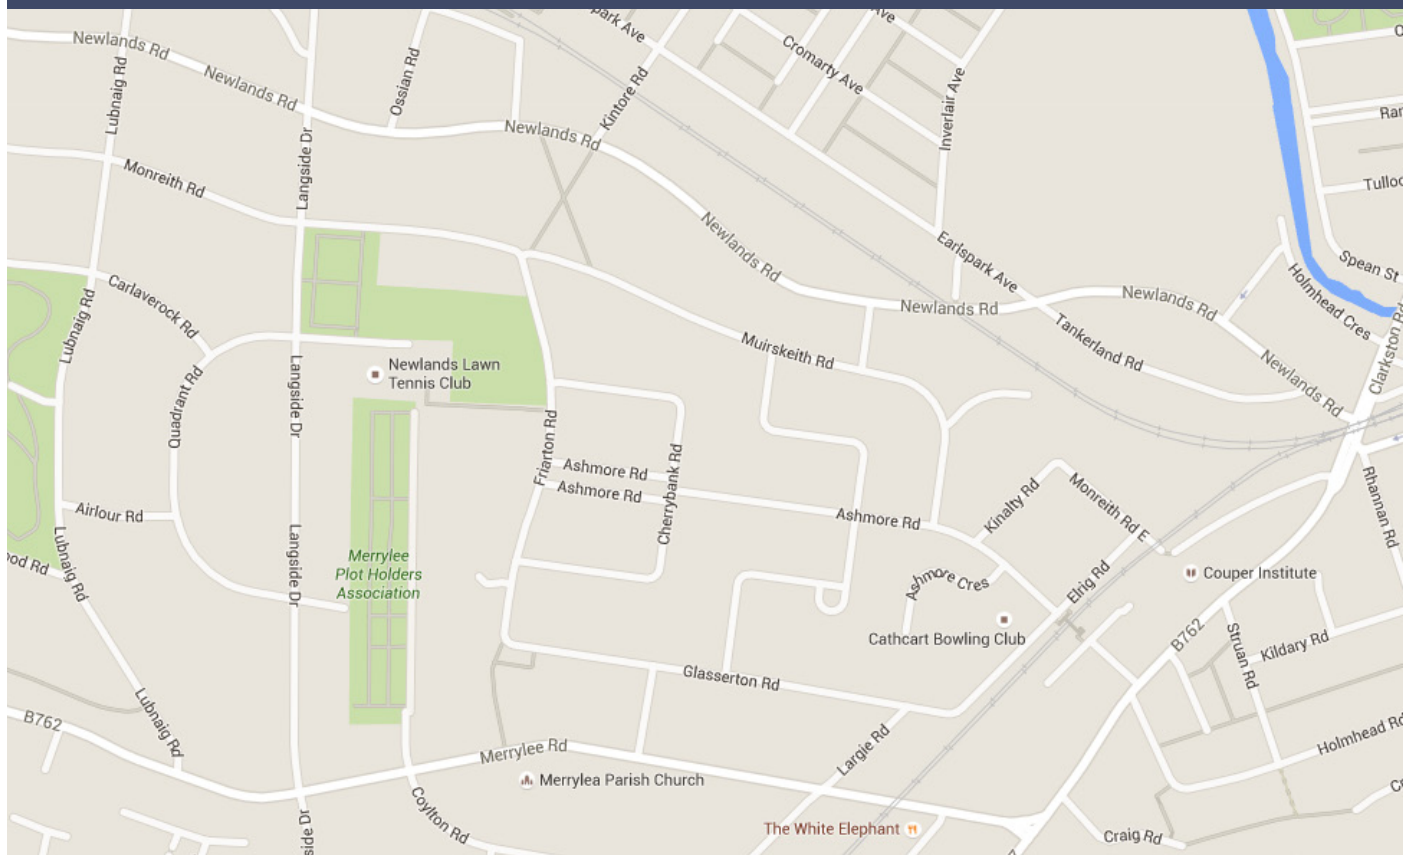 park Ave
Ave
Newlands Rd
Lubnaig Rd
Newlands Rd
Ossian Rd
Kintore Rd
Cromarty Ave
Inverlair Ave
Newlands Rd
Langside Dr
Monreith Rd
Newlands Rd
Earlspark Ave
Spean St
Holmhead Cres
Carlaverock Rd
Lubnaig Rd
Newlands Rd
Newlands Rd
Tankerland Rd
Muirskeith Rd
Clarkston Rd
Newlands Rd
Newlands Lawn
Tennis Club
Quadrant Rd
Langside Dr
Friarton Rd
Cherrybank Rd
Ashmore Rd
Ashmore Rd
Ashmore Rd
Kinalty Rd
Monreith Rd E
Rhannan Rd
Airlour Rd
Lubnaig Rd
Langside Dr
ood Rd
Merrylee
Plot Holders
Association
Ashmore Cres
Elrig Rd
Couper Institute
Cathcart Bowling Club
B762
Struan Rd
Kildary Rd
Glasserton Rd
Lubnaig Rd
B762
Merrylee Rd
Largie Rd
Holmhead Rd
Merrylea Parish Church
Coylton Rd
The White Elephant
Craig Rd